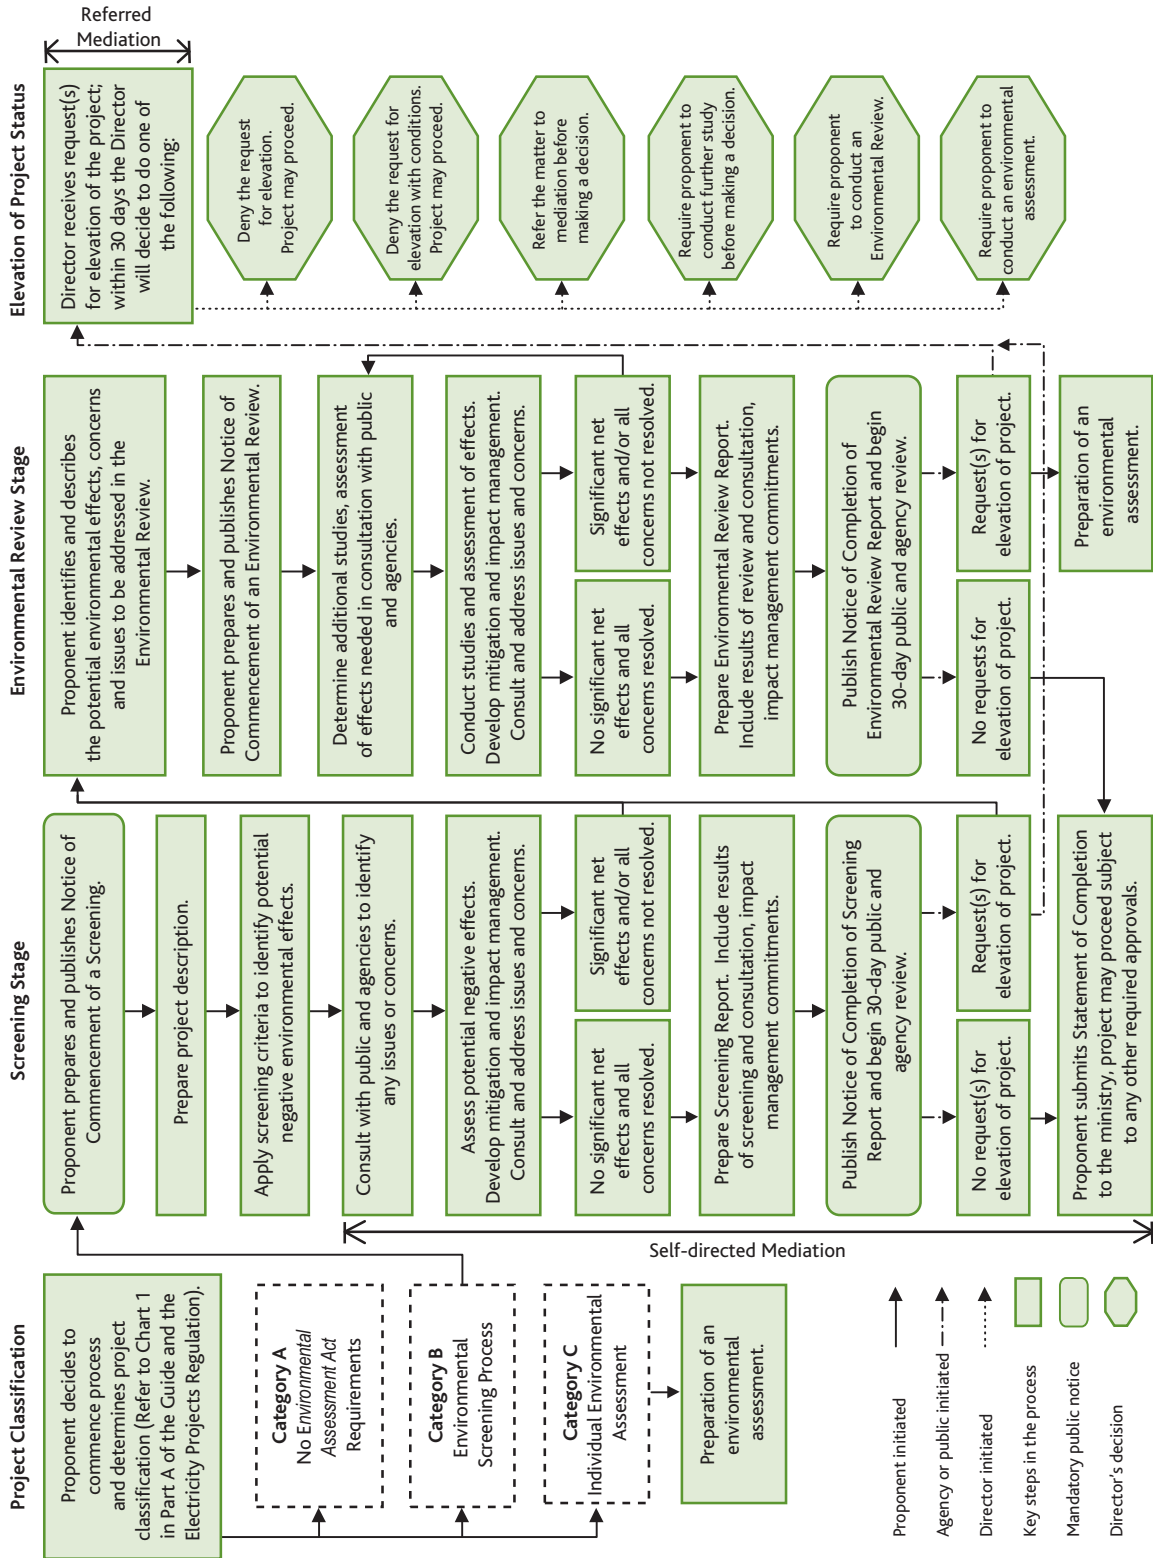 Project Classification
Proponent decides to
commence process
and determines project
classification (Refer to Chart 1
in Part A of the Guide and the
Electricity Projects Regulation).
Category A
No Environmental
Assessment Act
Requirements
Category B
Environmental
Screening Process
Category C
Individual Environmental
Assessment
Preparation of an
environmental
assessment.
Proponent initiated
Agency or public initiated
Director initiated
Key steps in the process
Mandatory public notice
Director's decision
Self-directed Mediation
Screening Stage
Proponent prepares and publishes Notice of
Commencement of a Screening.
Prepare project description.
Apply screening criteria to identify potential
negative environmental effects.
Consult with public and agencies to identify
any issues or concerns.
Assess potential negative effects.
Develop mitigation and impact management.
Consult and address issues and concerns.
No significant net
effects and all
concerns resolved.
Significant net
effects and/or all
concerns not resolved.
Prepare Screening Report. Include results
of screening and consultation, impact
management commitments.
Publish Notice of Completion of Screening
Report and begin 30-day public and
agency review.
No request(s) for
elevation of project.
Request(s) for
elevation of project.
Proponent submits Statement of Completion
to the ministry, project may proceed subject
to any other required approvals.
Environmental Review Stage
Proponent identifies and describes
the potential environmental effects, concerns
and issues to be addressed in the
Environmental Review.
Proponent prepares and publishes Notice of
Commencement of an Environmental Review.
Determine additional studies, assessment
of effects needed in consultation with public
and agencies.
Conduct studies and assessment of effects.
Develop mitigation and impact management.
Consult and address issues and concerns.
No significant net
effects and all
concerns resolved.
Significant net
effects and/or all
concerns not resolved.
Prepare Environmental Review Report.
Include results of review and consultation,
impact management commitments.
Publish Notice of Completion of
Environmental Review Report and begin
30-day public and agency review.
No requests for
elevation of project.
Request(s) for
elevation of project.
Preparation of an
environmental
assessment.
Elevation of Project Status
Director receives request(s)
for elevation of the project;
within 30 days the Director
will decide to do one of
the following:
Referred
Mediation
Deny the request
for elevation.
Project may proceed.
Deny the request for
elevation with conditions.
Project may proceed.
Refer the matter to
mediation before
making a decision.
Require proponent to
conduct further study
before making a decision.
Require proponent
to conduct an
Environmental Review.
Require proponent to
conduct an environmental
assessment.